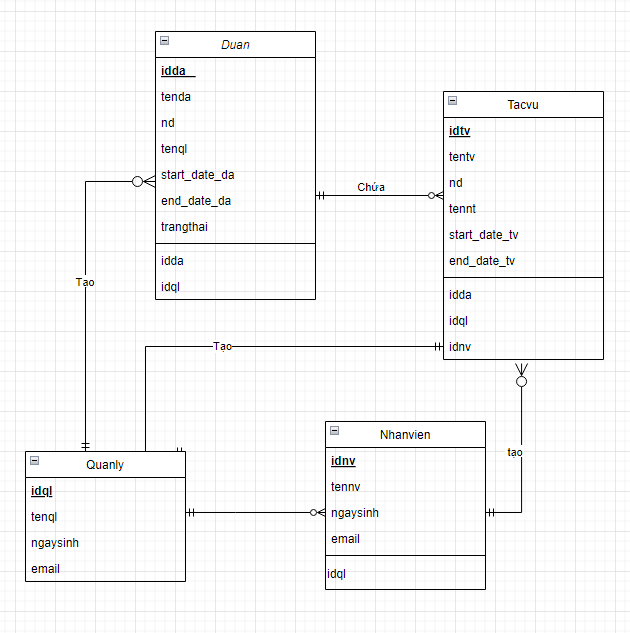 Duan
idda
tenda
nd
tenql
start_date_da
end_date_da
trangthai
idda
idql
Tacvu
idtv
tentv
nd
tennt
start_date_tv
end_date_tv
idda
idql
idnv
Chứa
Tạo
Tạo
tạo
Quanly
idql
tenql
ngaysinh
email
Nhanvien
idnv
tennv
ngaysinh
email
idql